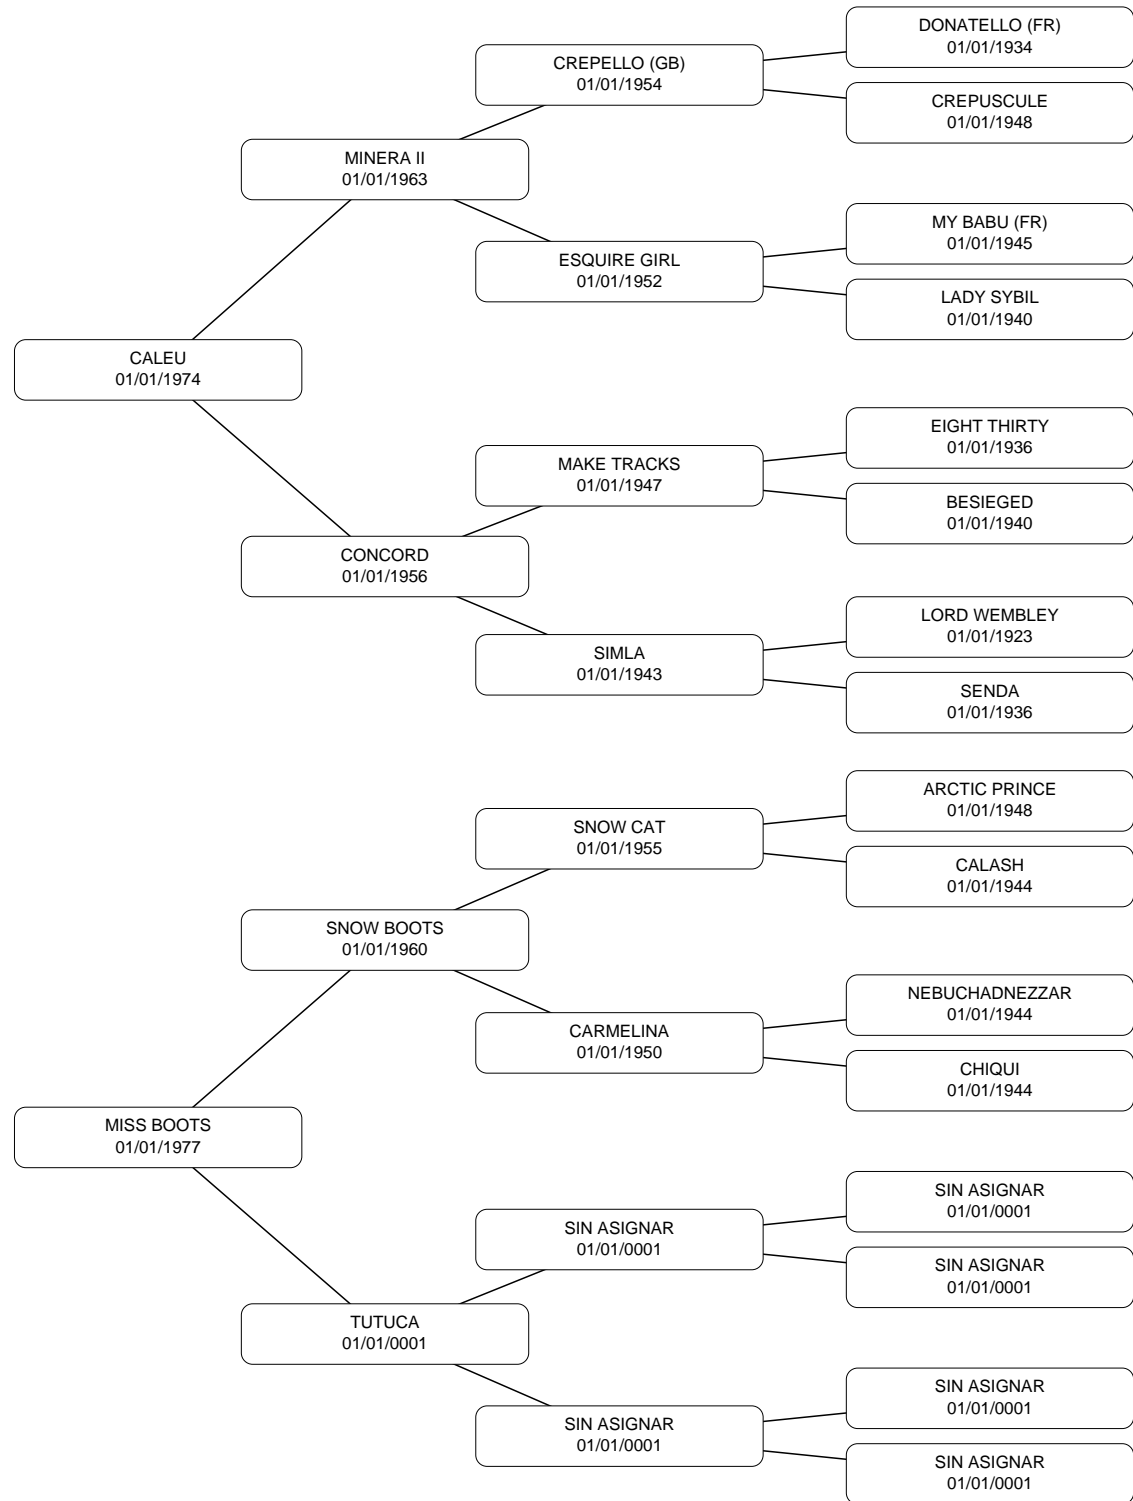 DONATELLO (FR)
01/01/1934
CREPELLO (GB)
01/01/1954
CREPUSCULE
01/01/1948
MINERA II
01/01/1963
MY BABU (FR)
01/01/1945
ESQUIRE GIRL
01/01/1952
LADY SYBIL
01/01/1940
CALEU
01/01/1974
EIGHT THIRTY
01/01/1936
MAKE TRACKS
01/01/1947
BESIEGED
01/01/1940
CONCORD
01/01/1956
LORD WEMBLEY
01/01/1923
SIMLA
01/01/1943
SENDA
01/01/1936
ARCTIC PRINCE
01/01/1948
SNOW CAT
01/01/1955
CALASH
01/01/1944
SNOW BOOTS
01/01/1960
NEBUCHADNEZZAR
01/01/1944
CARMELINA
01/01/1950
CHIQUI
01/01/1944
MISS BOOTS
01/01/1977
SIN ASIGNAR
01/01/0001
SIN ASIGNAR
01/01/0001
SIN ASIGNAR
01/01/0001
TUTUCA
01/01/0001
SIN ASIGNAR
01/01/0001
SIN ASIGNAR
01/01/0001
SIN ASIGNAR
01/01/0001